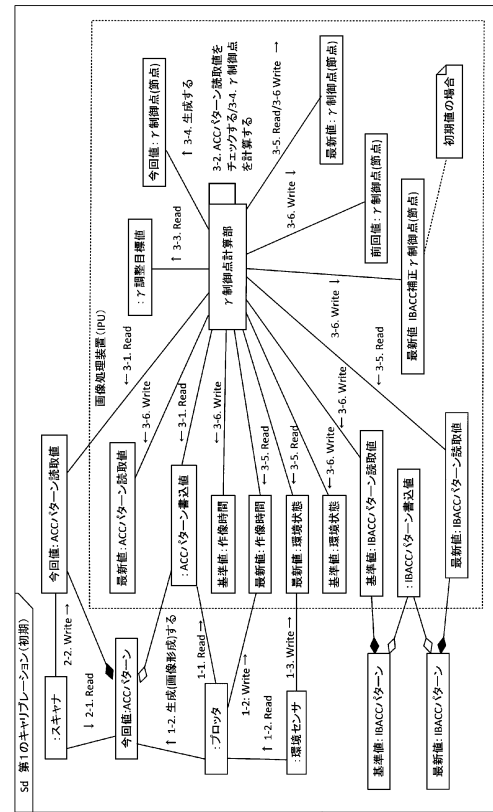 Sd 第1のキャリブレーション(初期)
:スキャナ
2-2. Write →
↓ 2-1. Read
今回値:ACCパターン読取値
今回値:ACCパターン
↑ 1-2. 生成(画像形成)する
:プロッタ
1-1. Read →
1-2: Write →
↑ 1-2. Read
:環境センサ
1-3. Write →
基準値: IBACCパターン
最新値: IBACCパターン
画像処理装置(IPU)
← 3-1. Read
最新値: ACCパターン読取値
← 3-6. Write
:ACCパターン書込値
← 3-1. Read
基準値:作像時間
← 3-6. Write
最新値:作像時間
← 3-5. Read
最新値:環境状態
← 3-5. Read
基準値:環境状態
← 3-6. Write
基準値: IBACCパターン読取値
← 3-6. Write
: IBACCパターン書込値
最新値: IBACCパターン読取値
← 3-5. Read
:γ調整目標値
↑ 3-3. Read
今回値:γ制御点(節点)
↑ 3-4. 生成する
γ制御点計算部
3-2. ACCパターン読取値を
チェックする/3-4. γ制御点
を計算する
3-5. Read/3-6 Write →
最新値:γ制御点(節点)
3-6. Write ↓
前回値:γ制御点(節点)
3-6. Write ↓
最新値 IBACC補正γ制御点(節点)
初期値の場合